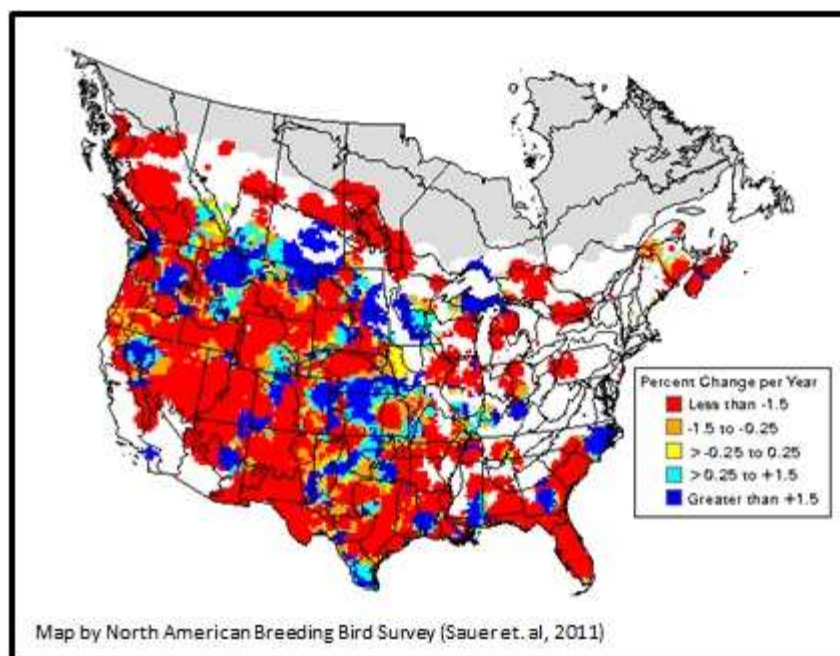 Percent Change per Year
Less than -1.5
-1.5 to -0.25
>-0.25 to 0.25
>0.25 to +1.5
Greater than +1.5
Map by North American Breeding Bird Survey (Sauer et. al, 2011)